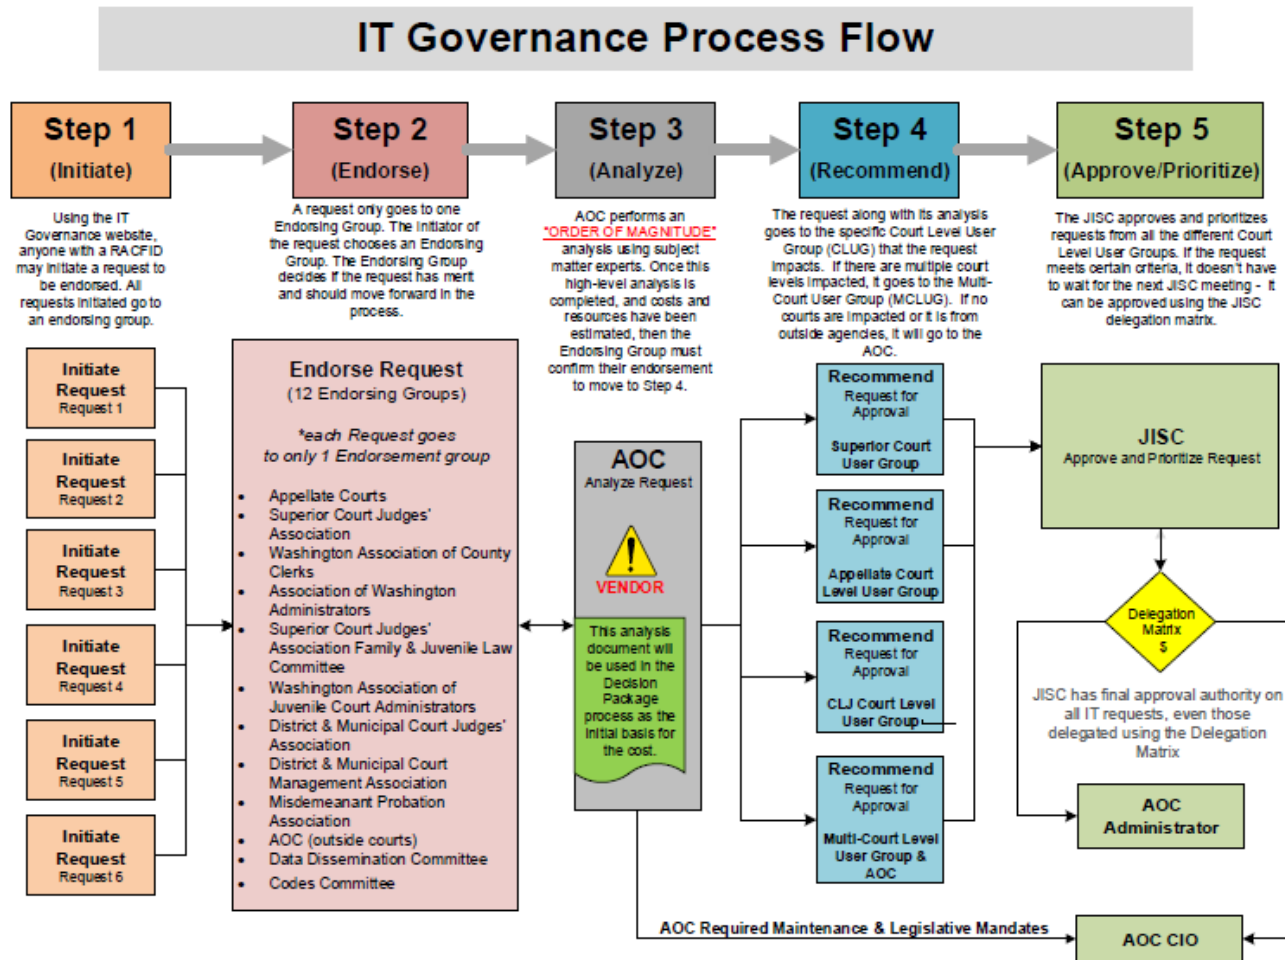 IT Governance Process Flow
Step 1
(Initiate)
Step 2
(Endorse)
Step 3
(Analyze)
Step 4
(Recommend)
Step 5
(Approve/Prioritize)
Using the IT
Governance website,
anyone with a RACFID
may initiate a request to
be endorsed. All
requests initiated go to
an endorsing group.
A request only goes to one
Endorsing Group. The initiator of
the request chooses an Endorsing
Group. The Endorsing Group
decides if the request has merit
and should move forward in the
process.
AOC performs an
"ORDER OF MAGNITUDE"
analysis using subject
matter experts. Once this
high-level analysis is
completed, and costs and
resources have been
estimated, then the
Endorsing Group must
confirm their endorsement
to move to Step 4.
The request along with its analysis
goes to the specific Court Level User
Group (CLUG) that the request
impacts. If there are multiple court
levels impacted, it goes to the Multi-
Court User Group (MCLUG). If no
courts are impacted or it is from
outside agencies, it will go to the
AOC.
The JISC approves and prioritizes
requests from all the different Court
Level User Groups. If the request
meets certain criteria, it doesn't have
to wait for the next JISC meeting - it
can be approved using the JISC
delegation matrix.
Initiate
Request
Request 1
Initiate
Request
Request 2
Initiate
Request
Request 3
Initiate
Request
Request 4
Initiate
Request
Request 5
Initiate
Request
Request 6
Endorse Request
(12 Endorsing Groups)
*each Request goes
to only 1 Endorsement group
• Appellate Courts
• Superior Court Judges'
Association
• Washington Association of County
Clerks
• Association of Washington
Administrators
• Superior Court Judges'
Association Family & Juvenile Law
Committee
• Washington Association of
Juvenile Court Administrators
• District & Municipal Court Judges'
Association
• District & Municipal Court
Management Association
• Misdemeanant Probation
Association
• AOC (outside courts)
• Data Dissemination Committee
• Codes Committee
AOC
Analyze Request
VENDOR
This analysis
document will
be used in the
Decision
Package
process as the
initial basis for
the cost.
Recommend
Request for
Approval
Superior Court
User Group
Recommend
Request for
Approval
Appellate Court
Level User Group
Recommend
Request for
Approval
CLJ Court Level
User Group
Recommend
Request for
Approval
Multi-Court Level
User Group &
AOC
JISC
Approve and Prioritize Request
Delegation
Matrix
$
JISC has final approval authority on
all IT requests, even those
delegated using the Delegation
Matrix
AOC
Administrator
AOC Required Maintenance & Legislative Mandates
AOC CIO